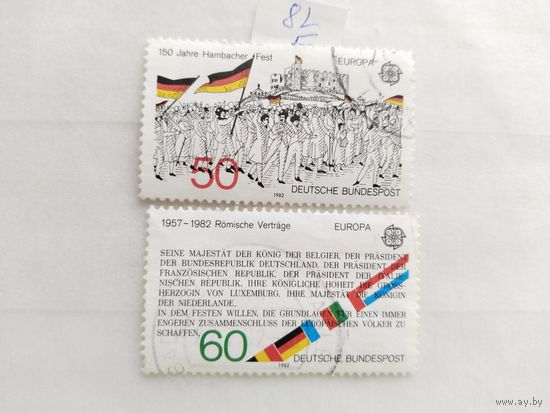 82
150 Jahre Hambacher Fest
EUROPA
50
1982
DEUTSCHE BUNDESPOST
1957-1982 Römische Verträge
EUROPA
SEINE MAJESTÄT DER KÖNIG DER BELGIER, DER PRÄSIDENT
DER BUNDESREPUBLIK DEUTSCHLAND, DER PRÄSIDENT DER
FRANZÖSISCHEN REPUBLIK, DER PRÄSIDENT DER ITALIE-
NISCHEN REPUBLIK, IHRE KÖNIGLICHE HOHEIT DIE GROSS-
HERZOGIN VON LUXEMBURG, IHRE MAJESTÄT DIE KÖNIGIN
DER NIEDERLANDE,
IN DEM FESTEN WILLEN, DIE GRUNDLAGEN FÜR EINEN IMMER
ENGEREN ZUSAMMENSCHLUSS DER EUROPÄISCHEN VÖLKER ZU
SCHAFFEN,
60
1982
DEUTSCHE BUNDESPOST
www.ay.by